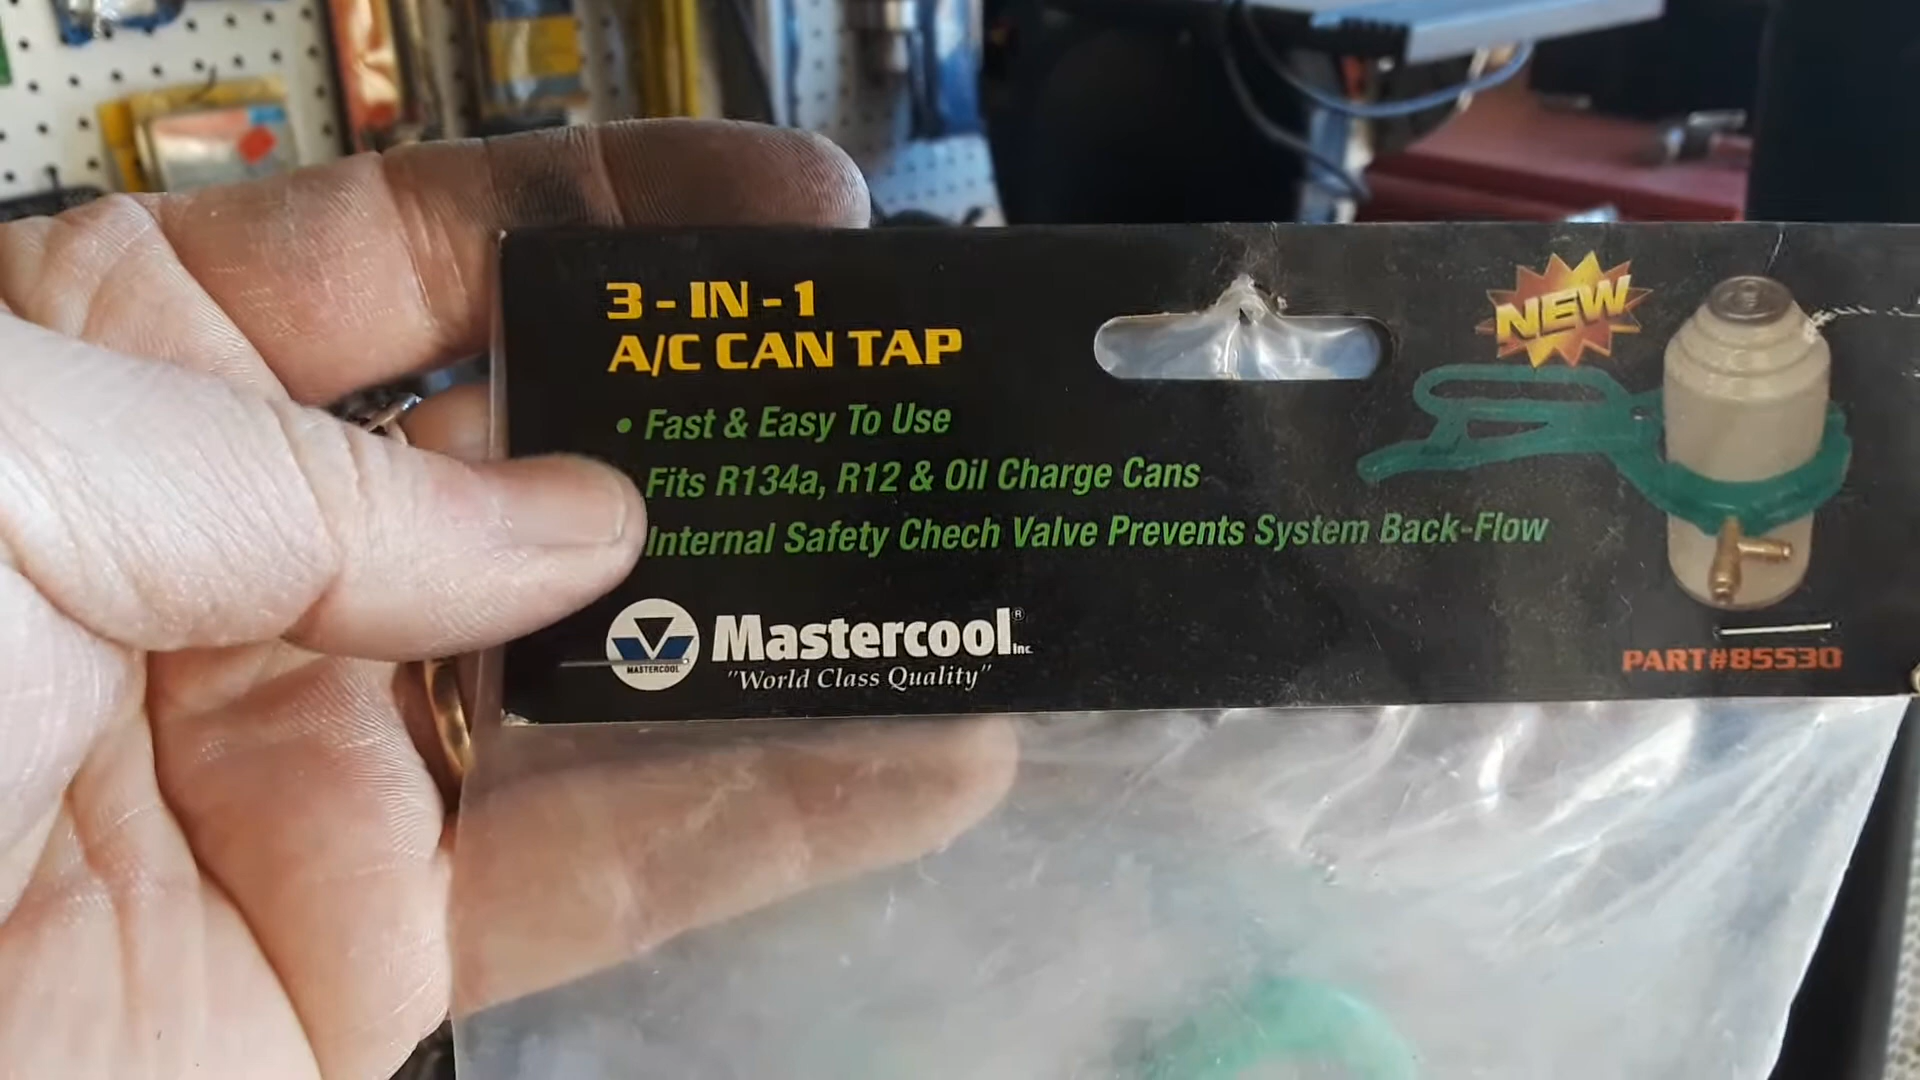 3-IN-1
A/C CAN TAP
• Fast & Easy To Use
Fits R134a, R12 & Oil Charge Cans
Internal Safety Chech Valve Prevents System Back-Flow
NEW
MASTERCOOL
Mastercool® Inc.
"World Class Quality"
PART#85530